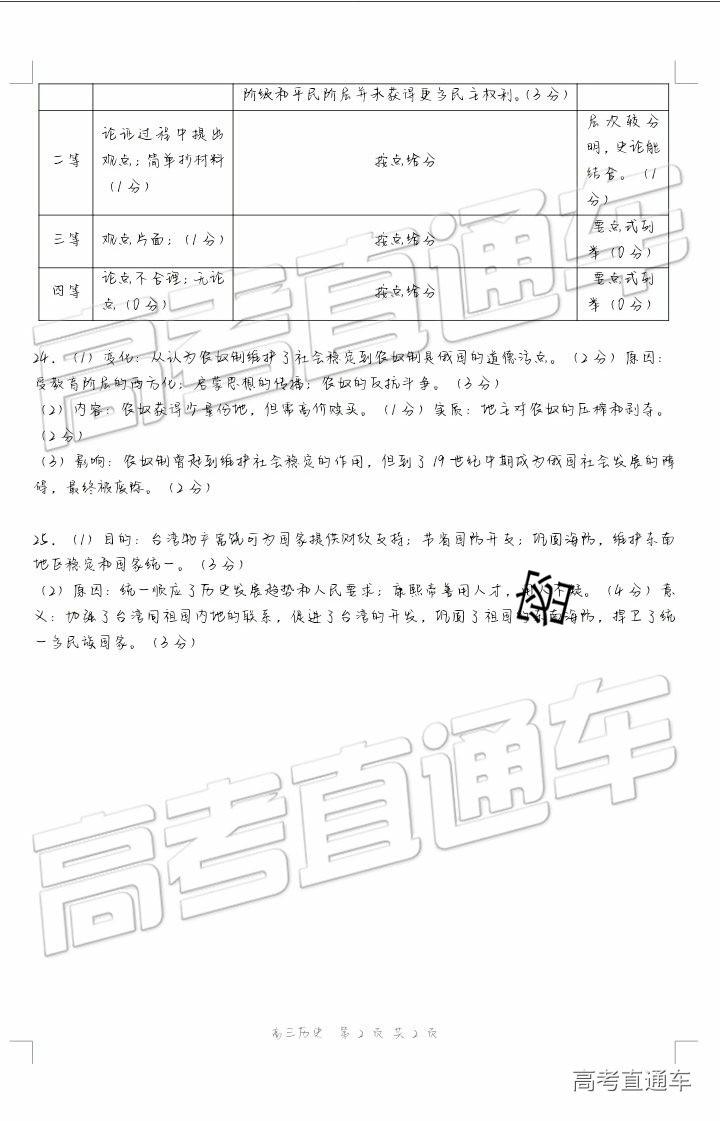 阶级和平民阶层并未获得更多民主权利。(3分)
二等
论证过程中提出
观点；简单抄材料
（1分）
按点给分
层次较分
明，史论能
结合。（1
分）
三等
观点片面；（1分）
按点给分
要点式列
举（0分）
四等
论点不合理；无论
点（0分）
按点给分
要点式列
举（0分）
24．（1）变化：从认为农奴制维护了社会稳定到农奴制是俄国的道德污点。（2分）原因：
受教育阶层的西方化；启蒙思想的传播；农奴的反抗斗争。（3分）
（2）内容：农奴获得少量份地，但需高价赎买。（1分）实质：地主对农奴的压榨和剥夺。
（2分）
（3）影响：农奴制曾起到维护社会稳定的作用，但到了19世纪中期成为俄国社会发展的障
碍，最终被废除。（2分）
25．（1）目的：台湾物产富饶可为国家提供财政支持；节省国防开支；巩固海防，维护东南
地区稳定和国家统一。（3分）
（2）原因：统一顺应了历史发展趋势和人民要求；康熙帝善用人才，疑。（4分）意
义：加强了台湾同祖国内地的联系，促进了台湾的开发，巩固了祖国东南海防，捍卫了统
一多民族国家。（3分）
高考直通车
高考直通车
高三历史 第2页 共2页
高考直通车